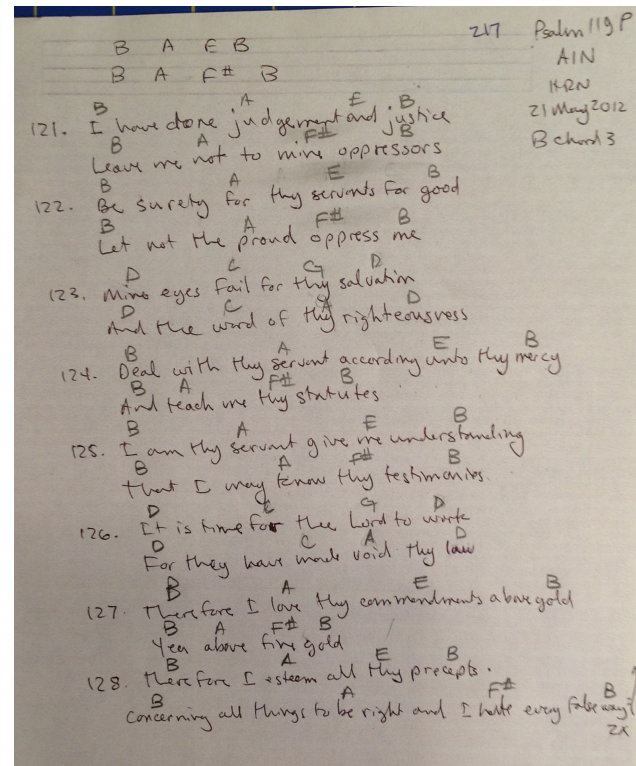 217 Psalm 119 P
B A E B
AIN
B A F# B
KRN
21 May 2012
B chord 3
B A E B
121. I have done judgement and justice
B A F# B
Leave me not to mine oppressors
B A E B
122. Be surety for thy servants for good
B A F# B
Let not the proud oppress me
D C G D
123. Mine eyes fail for thy salvation
D C A D
And the word of thy righteousness
B A E B
124. Deal with thy servant according unto thy mercy
B A F# B
And teach me thy statutes
B A E B
125. I am thy servant give me understanding
B A F# B
That I may know thy testimonies.
D C G D
126. It is time for thee Lord to work
D C A D
For they have made void thy law
B A E B
127. Therefore I love thy commendments above gold
B A F# B
Yea above fine gold
B A E B
128. Therefore I esteem all thy precepts.
B A F# B
Concerning all things to be right and I hate every false way
2x